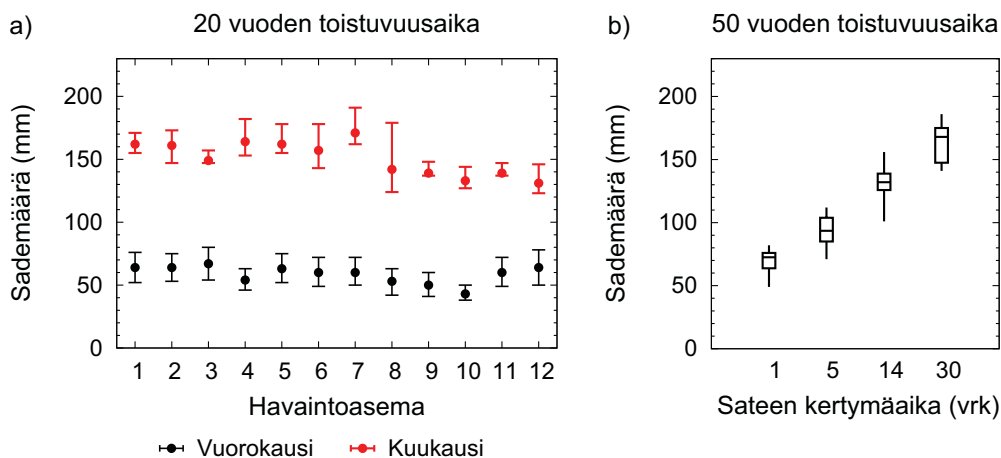 a)
20 vuoden toistuvuusaika
Sademäärä (mm)
200
150
100
50
0
1 2 3 4 5 6 7 8 9 10 11 12
Havaintoasema
Vuorokausi Kuukausi
b)
50 vuoden toistuvuusaika
Sademäärä (mm)
200
150
100
50
0
1 5 14 30
Sateen kertymäaika (vrk)